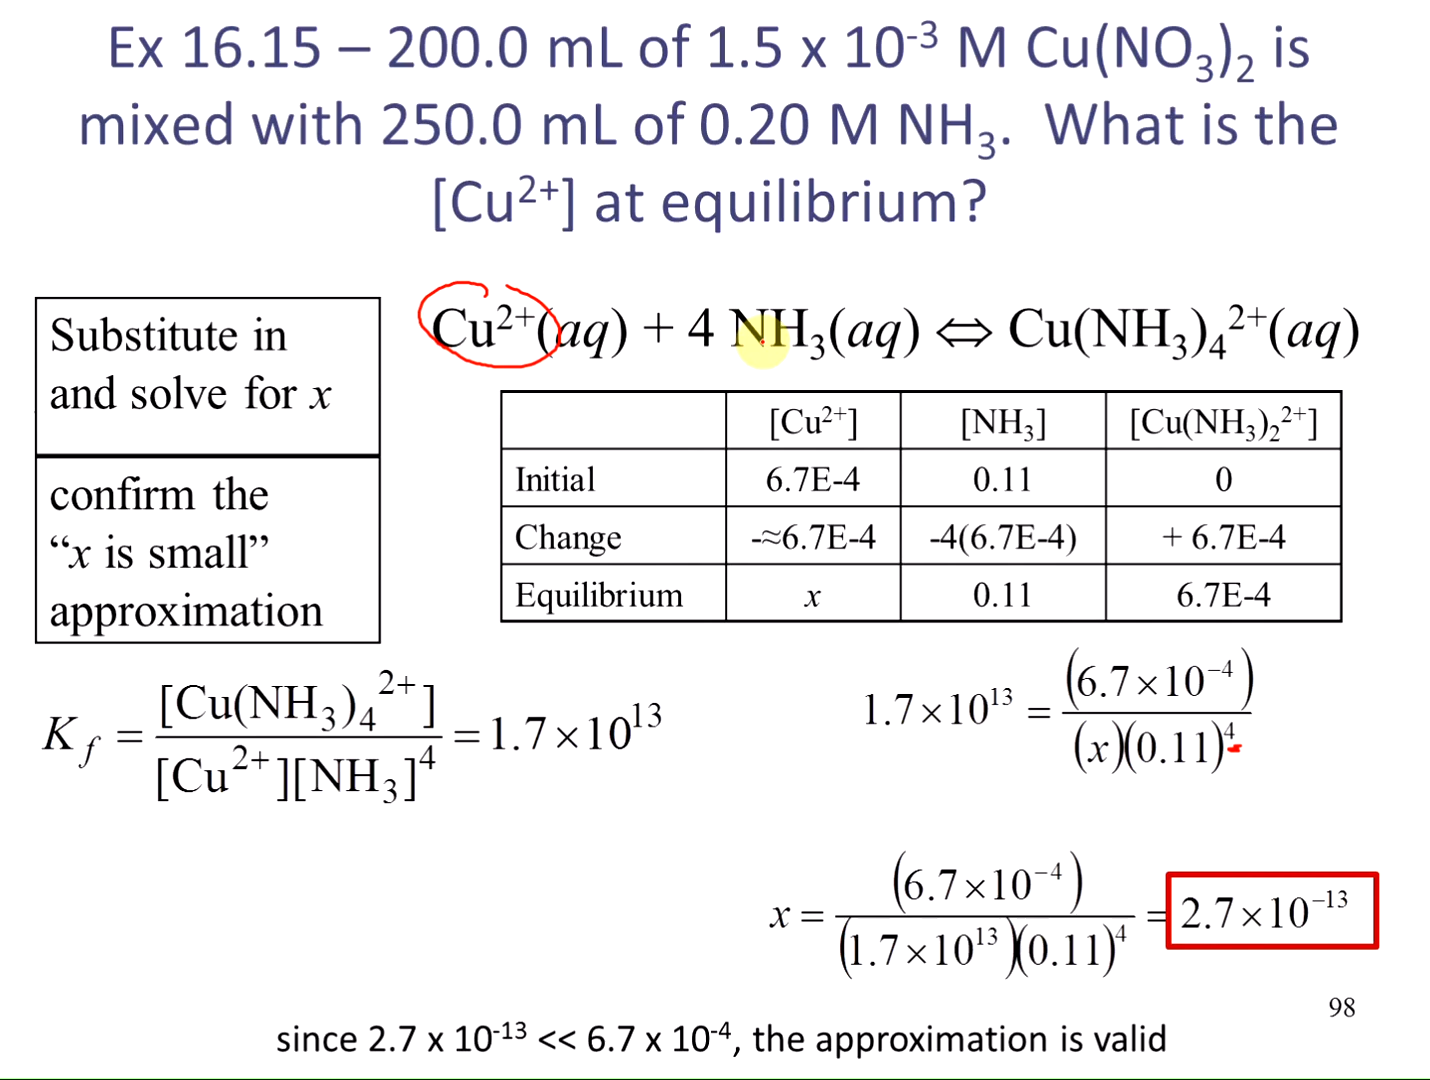 Ex 16.15 – 200.0 mL of 1.5 x 10⁻³ M Cu(NO₃)₂ is
mixed with 250.0 mL of 0.20 M NH₃.  What is the
[Cu²⁺] at equilibrium?
Substitute in
and solve for x
confirm the
“x is small”
approximation
Cu²⁺(aq) + 4 NH₃(aq) ⇔ Cu(NH₃)₄²⁺(aq)
[Cu²⁺] [NH₃] [Cu(NH₃)₂²⁺]
Initial 6.7E-4 0.11 0
Change -≈6.7E-4 -4(6.7E-4) + 6.7E-4
Equilibrium x 0.11 6.7E-4
K_f = [Cu(NH₃)₄²⁺] / [Cu²⁺][NH₃]⁴ = 1.7×10¹³
1.7×10¹³ = (6.7×10⁻⁴) / (x)(0.11)⁴
x = (6.7×10⁻⁴) / (1.7×10¹³)(0.11)⁴ = 2.7×10⁻¹³
98
since 2.7 x 10⁻¹³ << 6.7 x 10⁻⁴, the approximation is valid